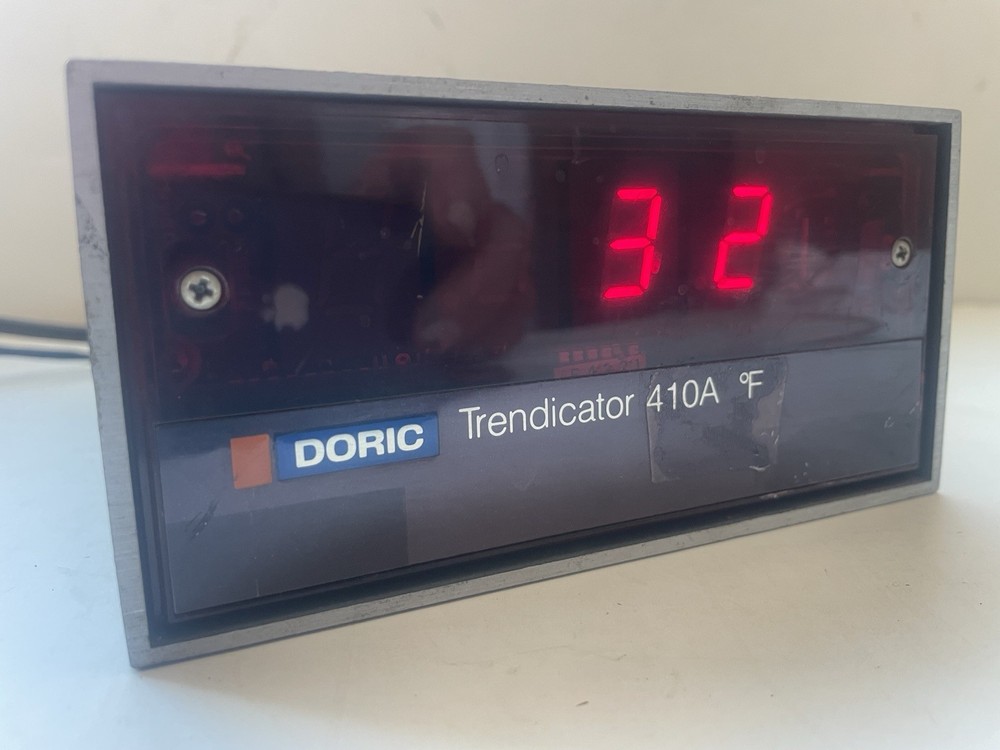 32
DORIC Trendicator 410A °F